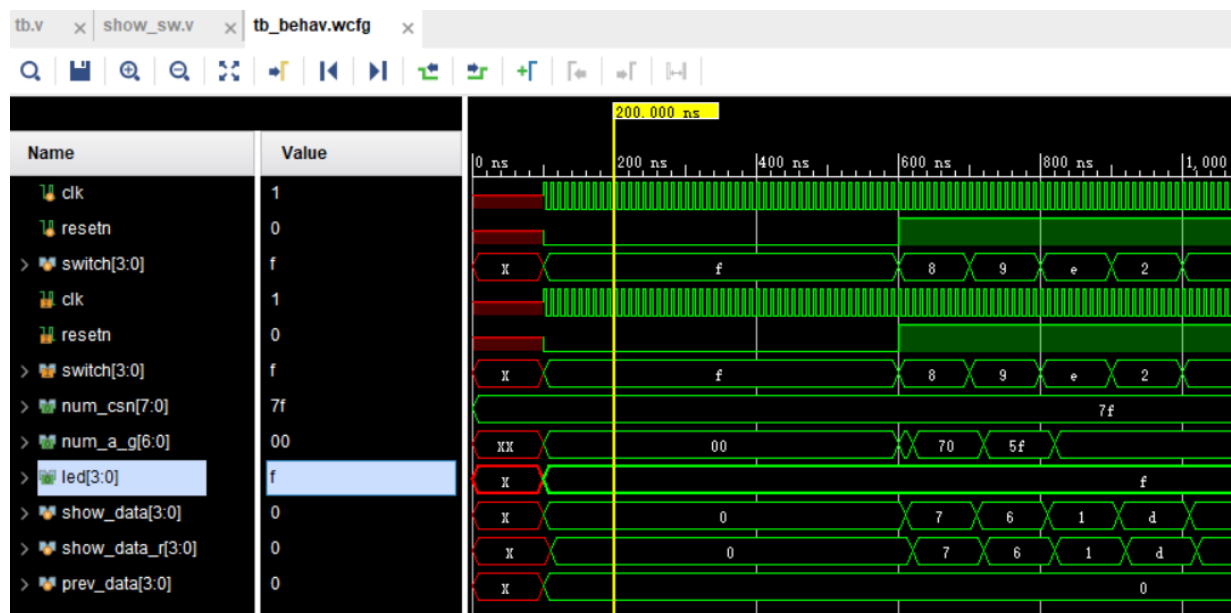 tb.v × show_sw.v × tb_behav.wcfg ×
200.000 ns
Name Value
0 ns 200 ns 400 ns 600 ns 800 ns 1,000
clk 1
resetn 0
switch[3:0] f X f 8 9 e 2
clk 1
resetn 0
switch[3:0] f X f 8 9 e 2
num_csn[7:0] 7f 7f
num_a_g[6:0] 00 XX 00 70 5f
led[3:0] f X f
show_data[3:0] 0 X 0 7 6 1 d
show_data_r[3:0] 0 X 0 7 6 1 d
prev_data[3:0] 0 X 0